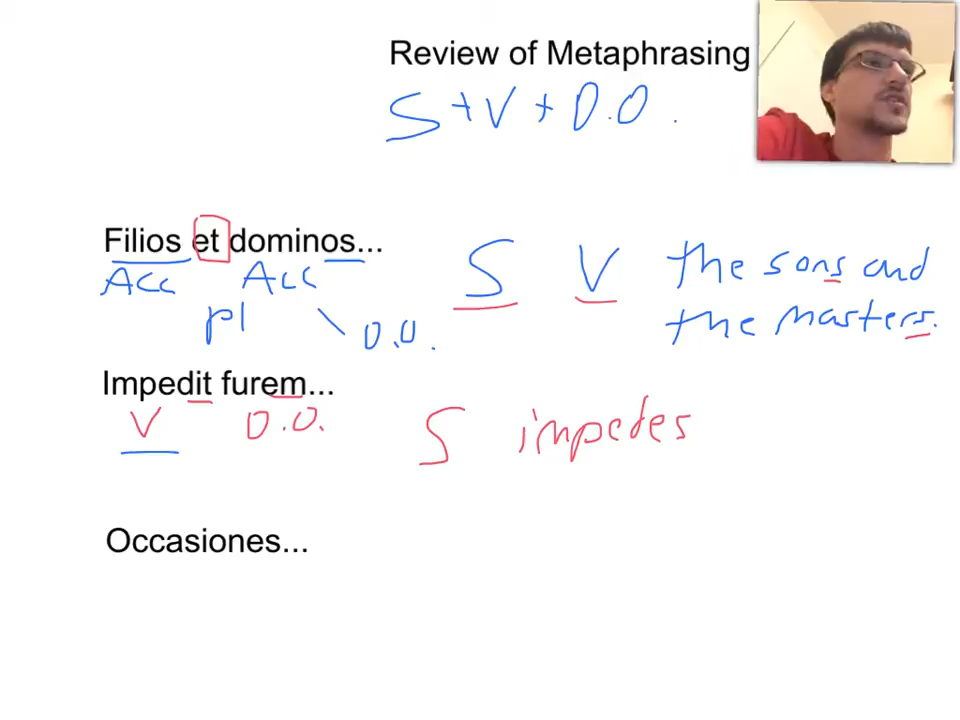 Review of Metaphrasing
S + V + D.O.
Filios et dominos...
S V the sons and
Acc Acc
pl D.O. the masters.
Impedit furem...
V D.O. S impedes
Occasiones...